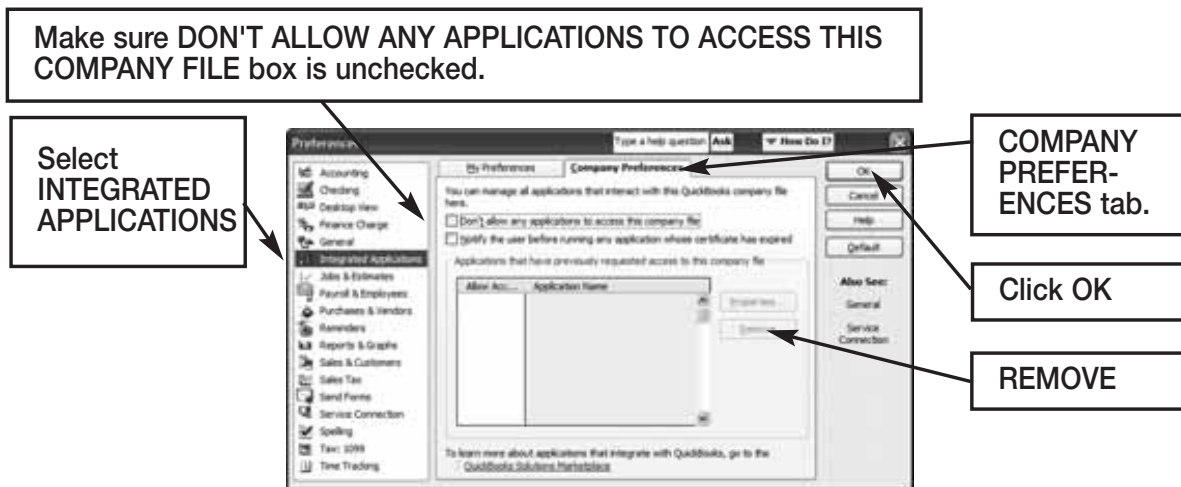 Make sure DON'T ALLOW ANY APPLICATIONS TO ACCESS THIS
COMPANY FILE box is unchecked.
Select
INTEGRATED
APPLICATIONS
COMPANY
PREFER-
ENCES tab.
Click OK
REMOVE
Preferences
Type a help question Ask
How Do I?
Accounting
Checking
Desktop View
Finance Charge
General
Integrated Applications
Jobs & Estimates
Payroll & Employees
Purchases & Vendors
Reminders
Reports & Graphs
Sales & Customers
Sales Tax
Send Forms
Service Connection
Spelling
Tax: 1099
Time Tracking
My Preferences
Company Preferences
You can manage all applications that interact with this QuickBooks company file
here.
Don't allow any applications to access this company file
Notify the user before running any application whose certificate has expired
Applications that have previously requested access to this company file
Allow Acc... Application Name
Properties...
Remove
To learn more about applications that integrate with QuickBooks, go to the
QuickBooks Solutions Marketplace
OK
Cancel
Help
Default
Also See:
General
Service
Connection